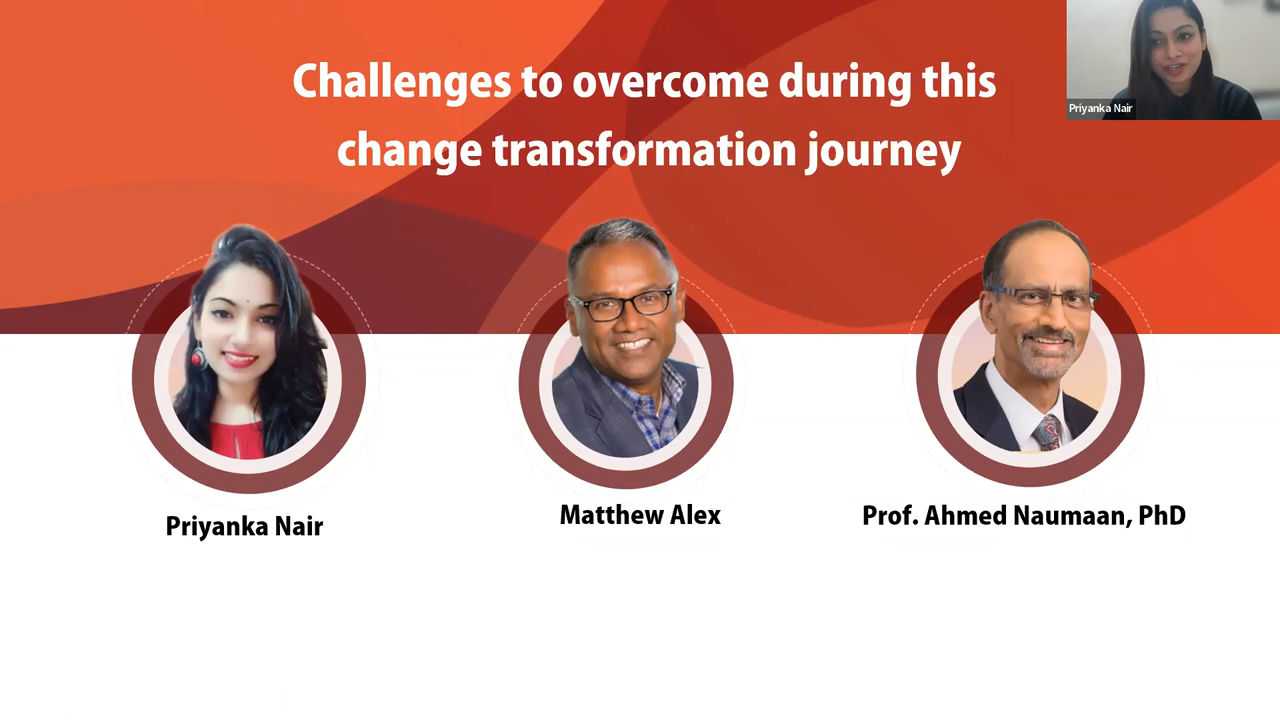 Challenges to overcome during this
change transformation journey
Priyanka Nair
Priyanka Nair
Matthew Alex
Prof. Ahmed Naumaan, PhD